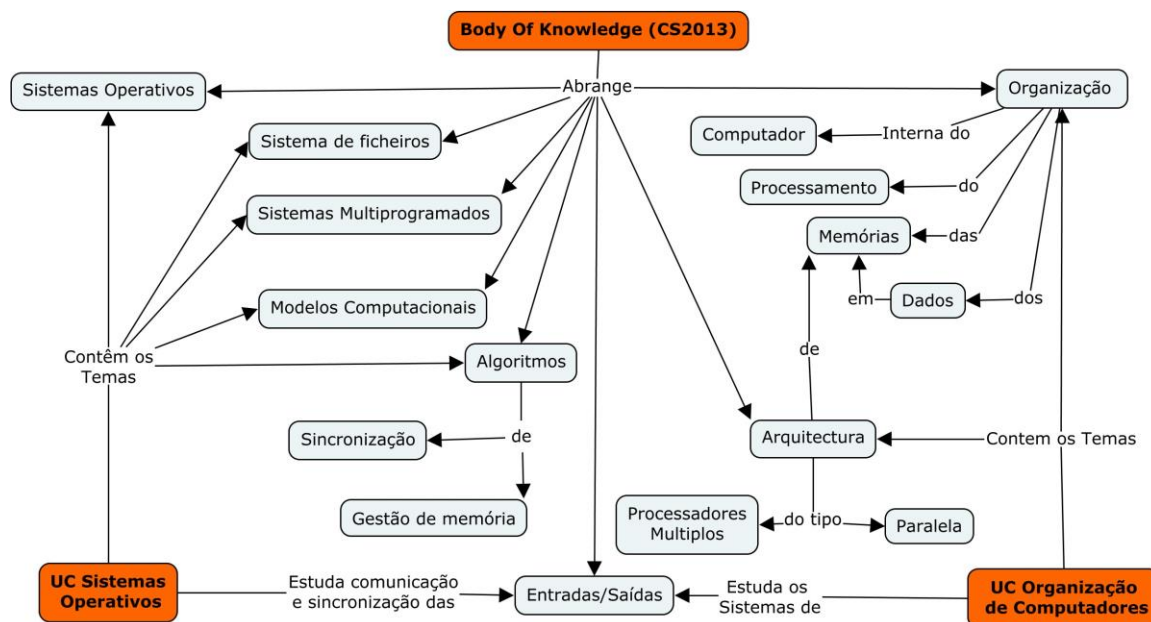 Body Of Knowledge (CS2013)
Sistemas Operativos
Abrange
Organização
Sistema de ficheiros
Computador
Interna do
Processamento
do
Sistemas Multiprogramados
Memórias
das
Modelos Computacionais
em
Dados
dos
Contêm os
Temas
Algoritmos
de
Sincronização
de
Arquitectura
Contem os Temas
Gestão de memória
Processadores
Multiplos
do tipo
Paralela
UC Sistemas
Operativos
Estuda comunicação
e sincronização das
Entradas/Saídas
Estuda os
Sistemas de
UC Organização
de Computadores